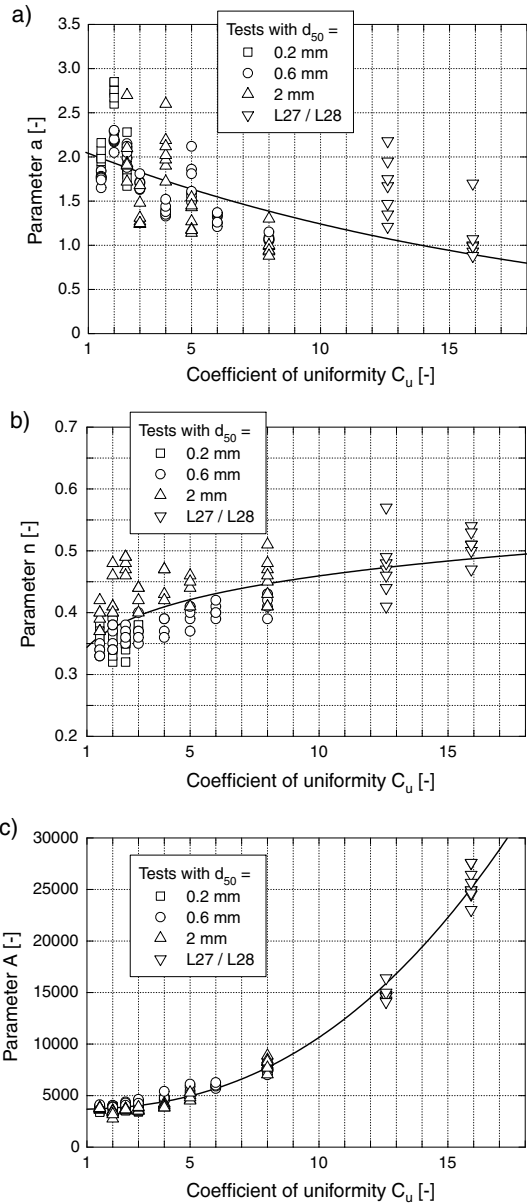 a)
3.5
3.0
2.5
2.0
1.5
1.0
0.5
0
Parameter a [-]
Tests with d50 =
0.2 mm
0.6 mm
2 mm
L27 / L28
1 5 10 15
Coefficient of uniformity Cu [-]
b)
0.7
0.6
0.5
0.4
0.3
0.2
Parameter n [-]
Tests with d50 =
0.2 mm
0.6 mm
2 mm
L27 / L28
1 5 10 15
Coefficient of uniformity Cu [-]
c)
30000
25000
20000
15000
10000
5000
0
Parameter A [-]
Tests with d50 =
0.2 mm
0.6 mm
2 mm
L27 / L28
1 5 10 15
Coefficient of uniformity Cu [-]